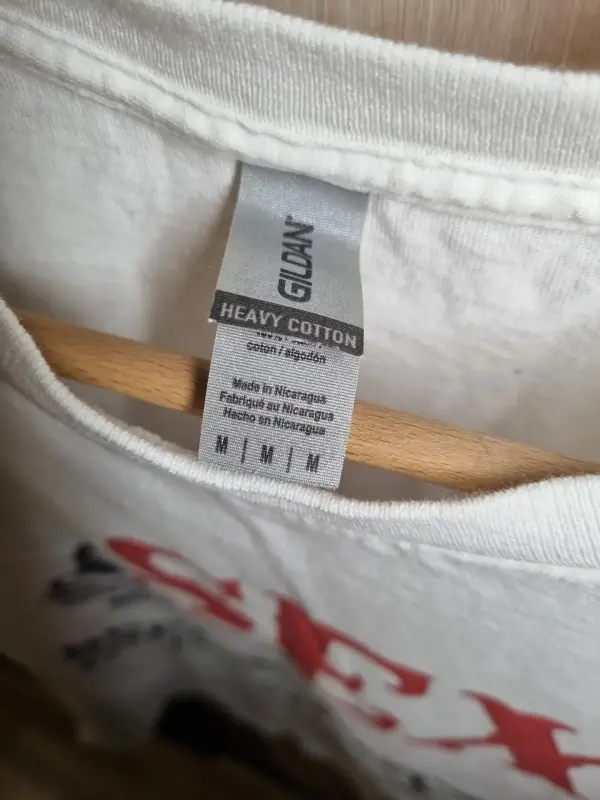 GILDAN
HEAVY COTTON
coton / algodón
Made in Nicaragua
Fabriqué au Nicaragua
Hecho en Nicaragua
M | M | M